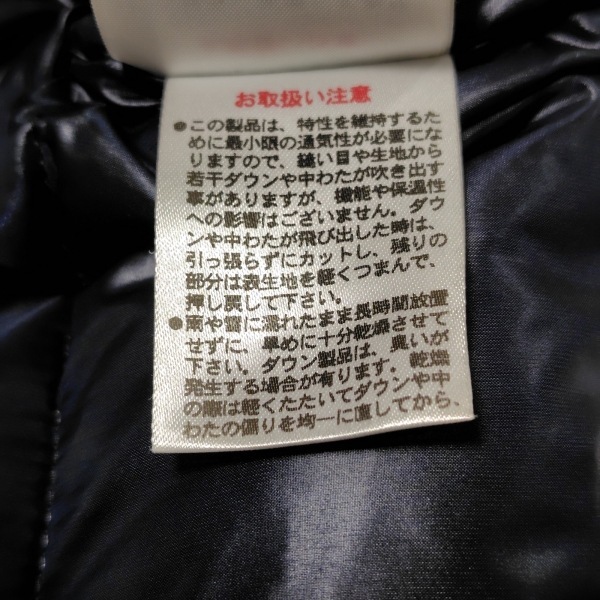 お取扱い注意
●この製品は、特性を維持するた
めに最小限の通気性が必要にな
りますので、縫い目や生地から
若干ダウンや中わたが吹き出す
事がありますが、機能や保温性
への影響はございません。ダウ
ンや中わたが飛び出した時は、
引っ張らずにカットし、残りの
部分は表生地を軽くつまんで、
押し戻して下さい。
●雨や雪に濡れたまま長時間放置
せずに、早めに十分乾燥させて
下さい。ダウン製品は、臭いが
発生する場合が有ります。乾燥
の際は軽くたたいてダウンや中
わたの偏りを均一に直してから、